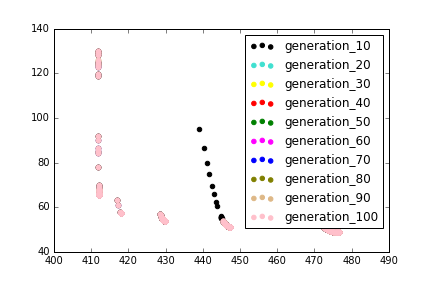 140
120
100
80
60
40
400
410
420
430
440
450
460
470
480
490
generation_10
generation_20
generation_30
generation_40
generation_50
generation_60
generation_70
generation_80
generation_90
generation_100